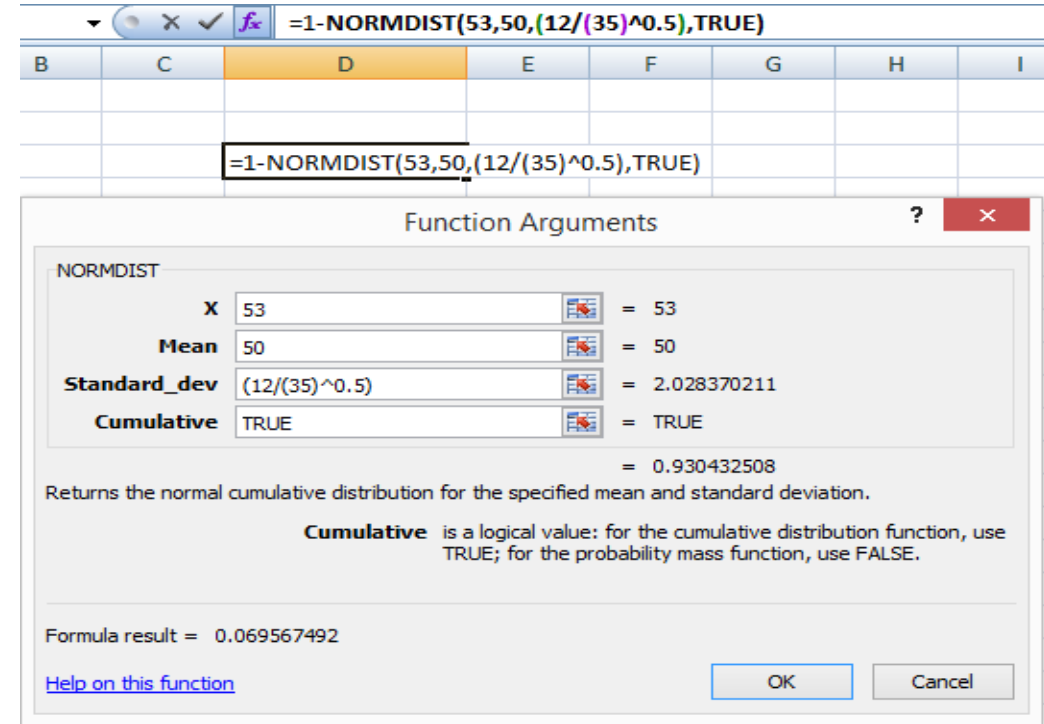 fx =1-NORMDIST(53,50,(12/(35)^0.5),TRUE)
B C D E F G H I
=1-NORMDIST(53,50,(12/(35)^0.5),TRUE)
Function Arguments ? ×
NORMDIST
X 53 = 53
Mean 50 = 50
Standard_dev (12/(35)^0.5) = 2.028370211
Cumulative TRUE = TRUE
= 0.930432508
Returns the normal cumulative distribution for the specified mean and standard deviation.
Cumulative is a logical value: for the cumulative distribution function, use
TRUE; for the probability mass function, use FALSE.
Formula result = 0.069567492
Help on this function OK Cancel